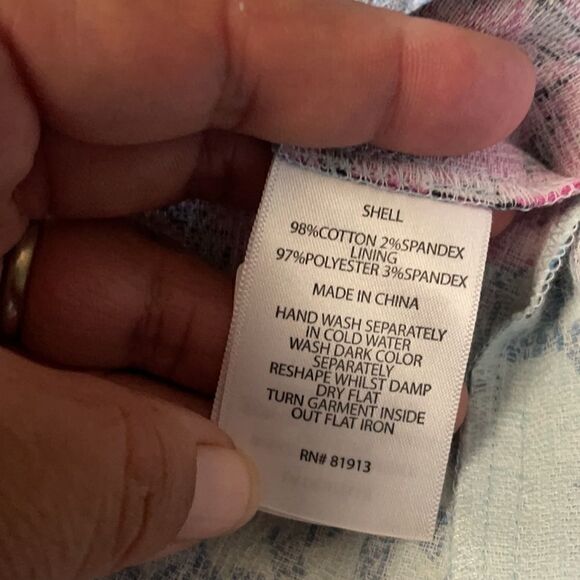 SHELL
98%COTTON 2%SPANDEX
LINING
97%POLYESTER 3%SPANDEX
MADE IN CHINA
HAND WASH SEPARATELY
IN COLD WATER
WASH DARK COLOR
SEPARATELY
RESHAPE WHILST DAMP
DRY FLAT
TURN GARMENT INSIDE
OUT FLAT IRON
RN# 81913